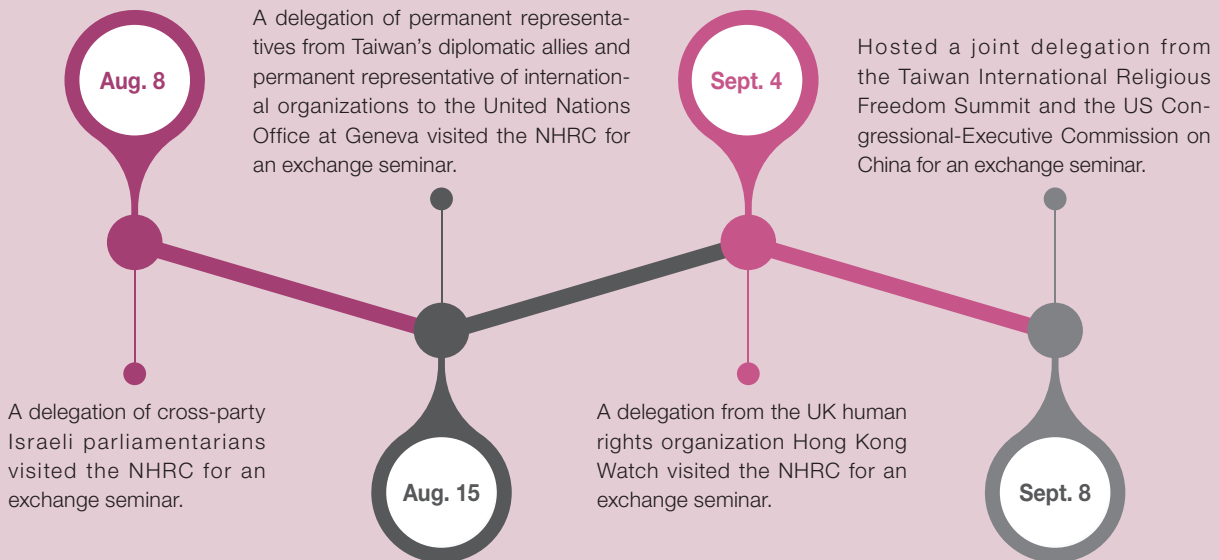 Aug. 8
A delegation of cross-party
Israeli parliamentarians
visited the NHRC for an
exchange seminar.
A delegation of permanent representa-
tives from Taiwan’s diplomatic allies and
permanent representative of internation-
al organizations to the United Nations
Office at Geneva visited the NHRC for
an exchange seminar.
Aug. 15
Sept. 4
A delegation from the UK human
rights organization Hong Kong
Watch visited the NHRC for an
exchange seminar.
Hosted a joint delegation from
the Taiwan International Religious
Freedom Summit and the US Con-
gressional-Executive Commission on
China for an exchange seminar.
Sept. 8